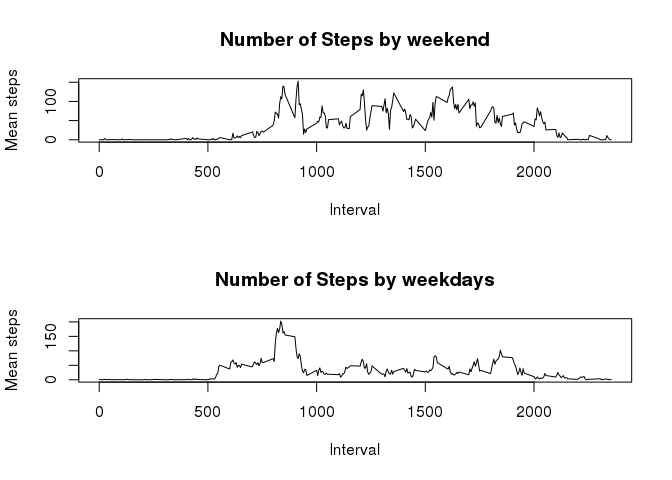 Number of Steps by weekend
Mean steps
100
0
0 500 1000 1500 2000
Interval
Number of Steps by weekdays
Mean steps
150
0
0 500 1000 1500 2000
Interval